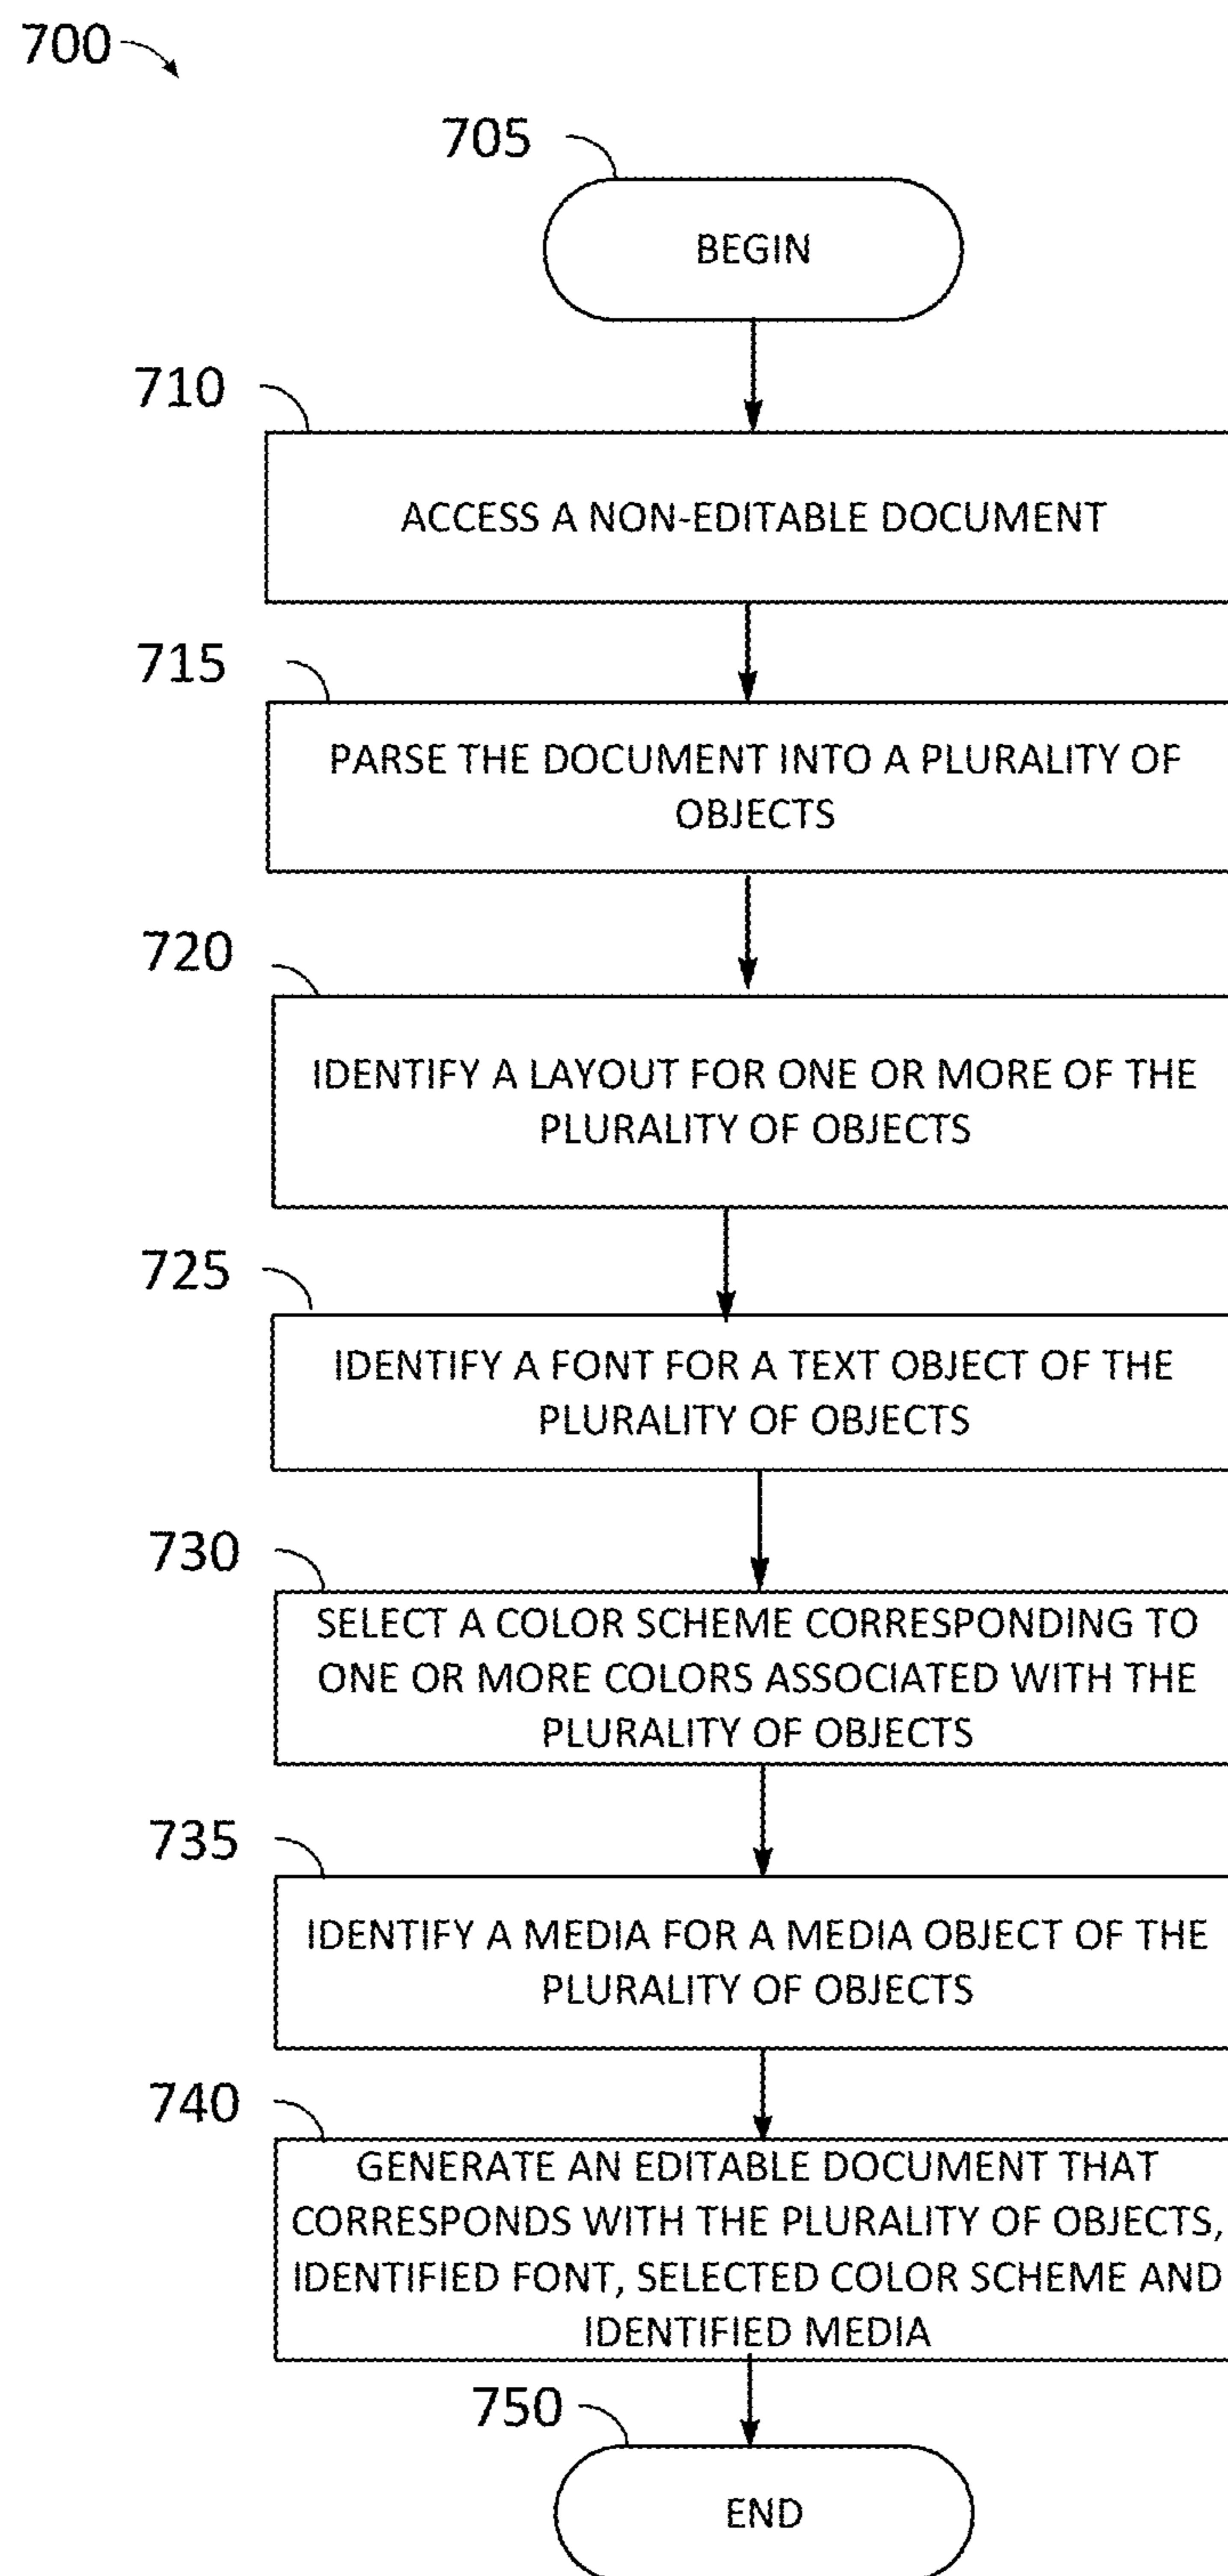 700
705
BEGIN
710
ACCESS A NON-EDITABLE DOCUMENT
715
PARSE THE DOCUMENT INTO A PLURALITY OF
OBJECTS
720
IDENTIFY A LAYOUT FOR ONE OR MORE OF THE
PLURALITY OF OBJECTS
725
IDENTIFY A FONT FOR A TEXT OBJECT OF THE
PLURALITY OF OBJECTS
730
SELECT A COLOR SCHEME CORRESPONDING TO
ONE OR MORE COLORS ASSOCIATED WITH THE
PLURALITY OF OBJECTS
735
IDENTIFY A MEDIA FOR A MEDIA OBJECT OF THE
PLURALITY OF OBJECTS
740
GENERATE AN EDITABLE DOCUMENT THAT
CORRESPONDS WITH THE PLURALITY OF OBJECTS,
IDENTIFIED FONT, SELECTED COLOR SCHEME AND
IDENTIFIED MEDIA
750
END